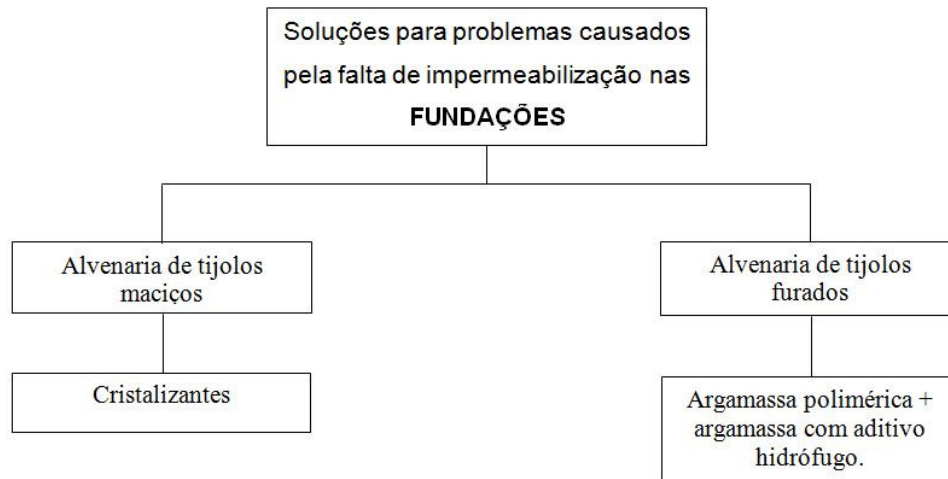 Soluções para problemas causados
pela falta de impermeabilização nas
FUNDAÇÕES
Alvenaria de tijolos
maciços
Alvenaria de tijolos
furados
Cristalizantes
Argamassa polimérica +
argamassa com aditivo
hidrófugo.